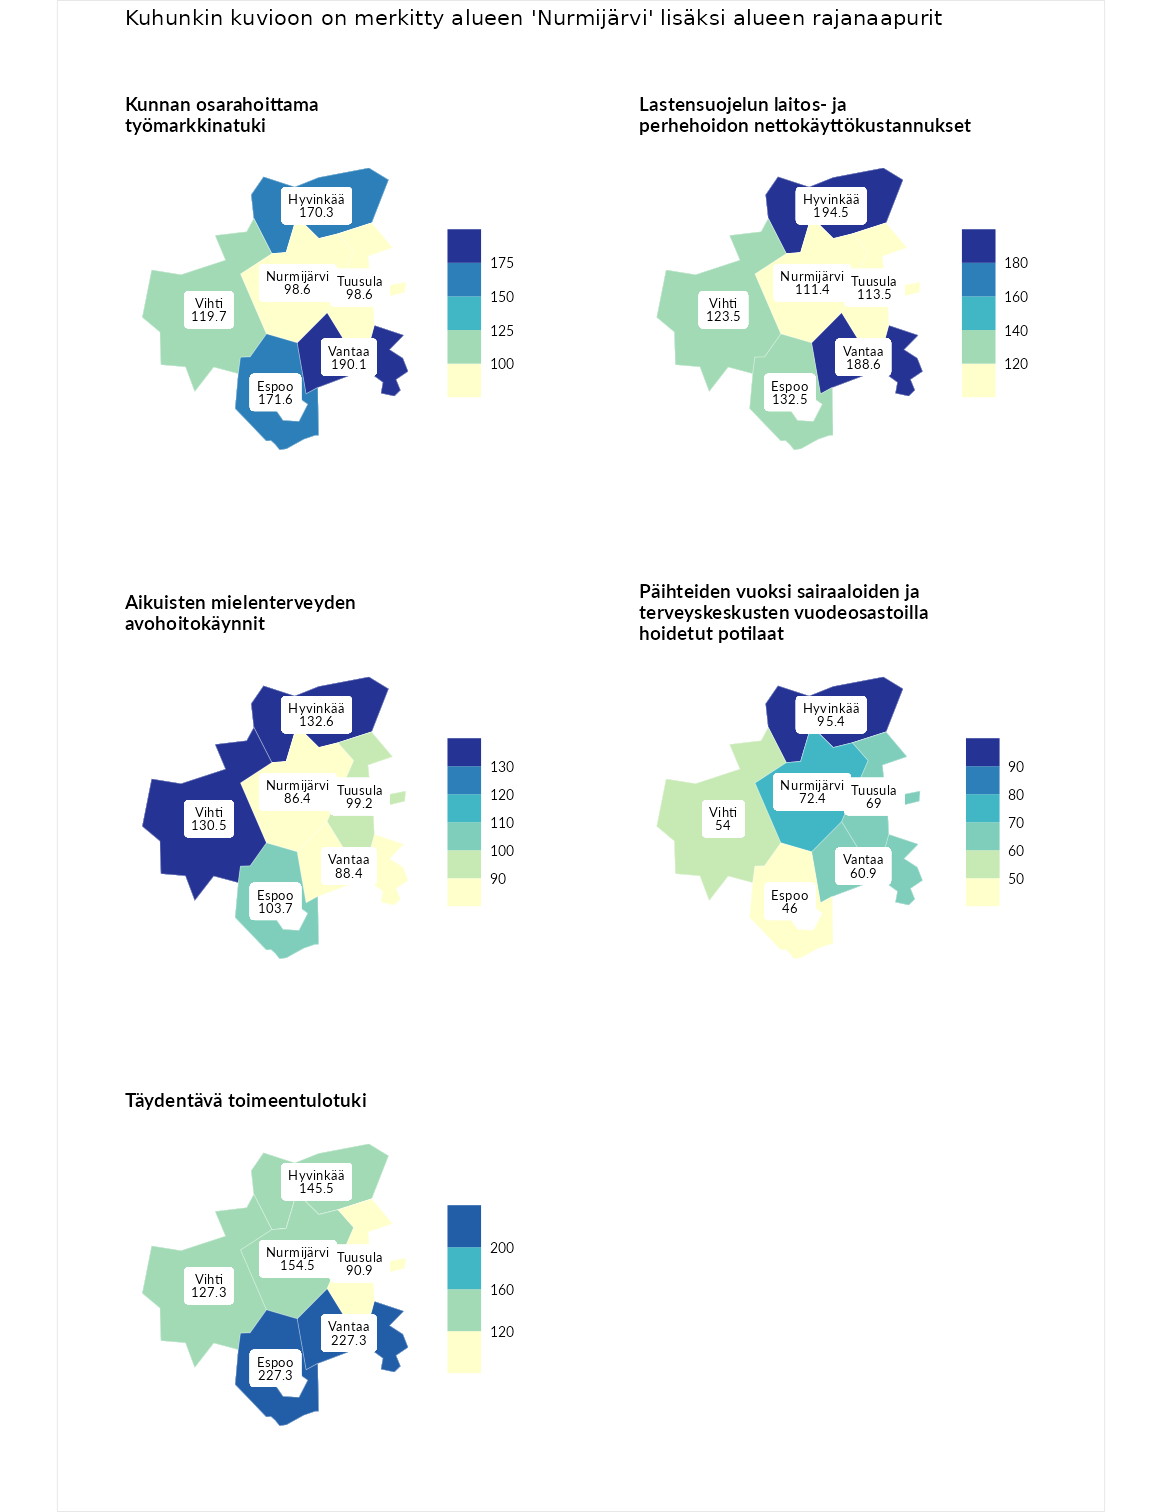 Kuhunkin kuvioon on merkitty alueen 'Nurmijärvi' lisäksi alueen rajanaapurit
Kunnan osarahoittama
työmarkkinatuki
Hyvinkää
170.3
Nurmijärvi
98.6
Tuusula
98.6
Vihti
119.7
Vantaa
190.1
Espoo
171.6
175
150
125
100
Lastensuojelun laitos- ja
perhehoidon nettokäyttökustannukset
Hyvinkää
194.5
Nurmijärvi
111.4
Tuusula
113.5
Vihti
123.5
Vantaa
188.6
Espoo
132.5
180
160
140
120
Aikuisten mielenterveyden
avohoitokäynnit
Hyvinkää
132.6
Nurmijärvi
86.4
Tuusula
99.2
Vihti
130.5
Vantaa
88.4
Espoo
103.7
130
120
110
100
90
Päihteiden vuoksi sairaaloiden ja
terveyskeskusten vuodeosastoilla
hoidetut potilaat
Hyvinkää
95.4
Nurmijärvi
72.4
Tuusula
69
Vihti
54
Vantaa
60.9
Espoo
46
90
80
70
60
50
Täydentävä toimeentulotuki
Hyvinkää
145.5
Nurmijärvi
154.5
Tuusula
90.9
Vihti
127.3
Vantaa
227.3
Espoo
227.3
200
160
120